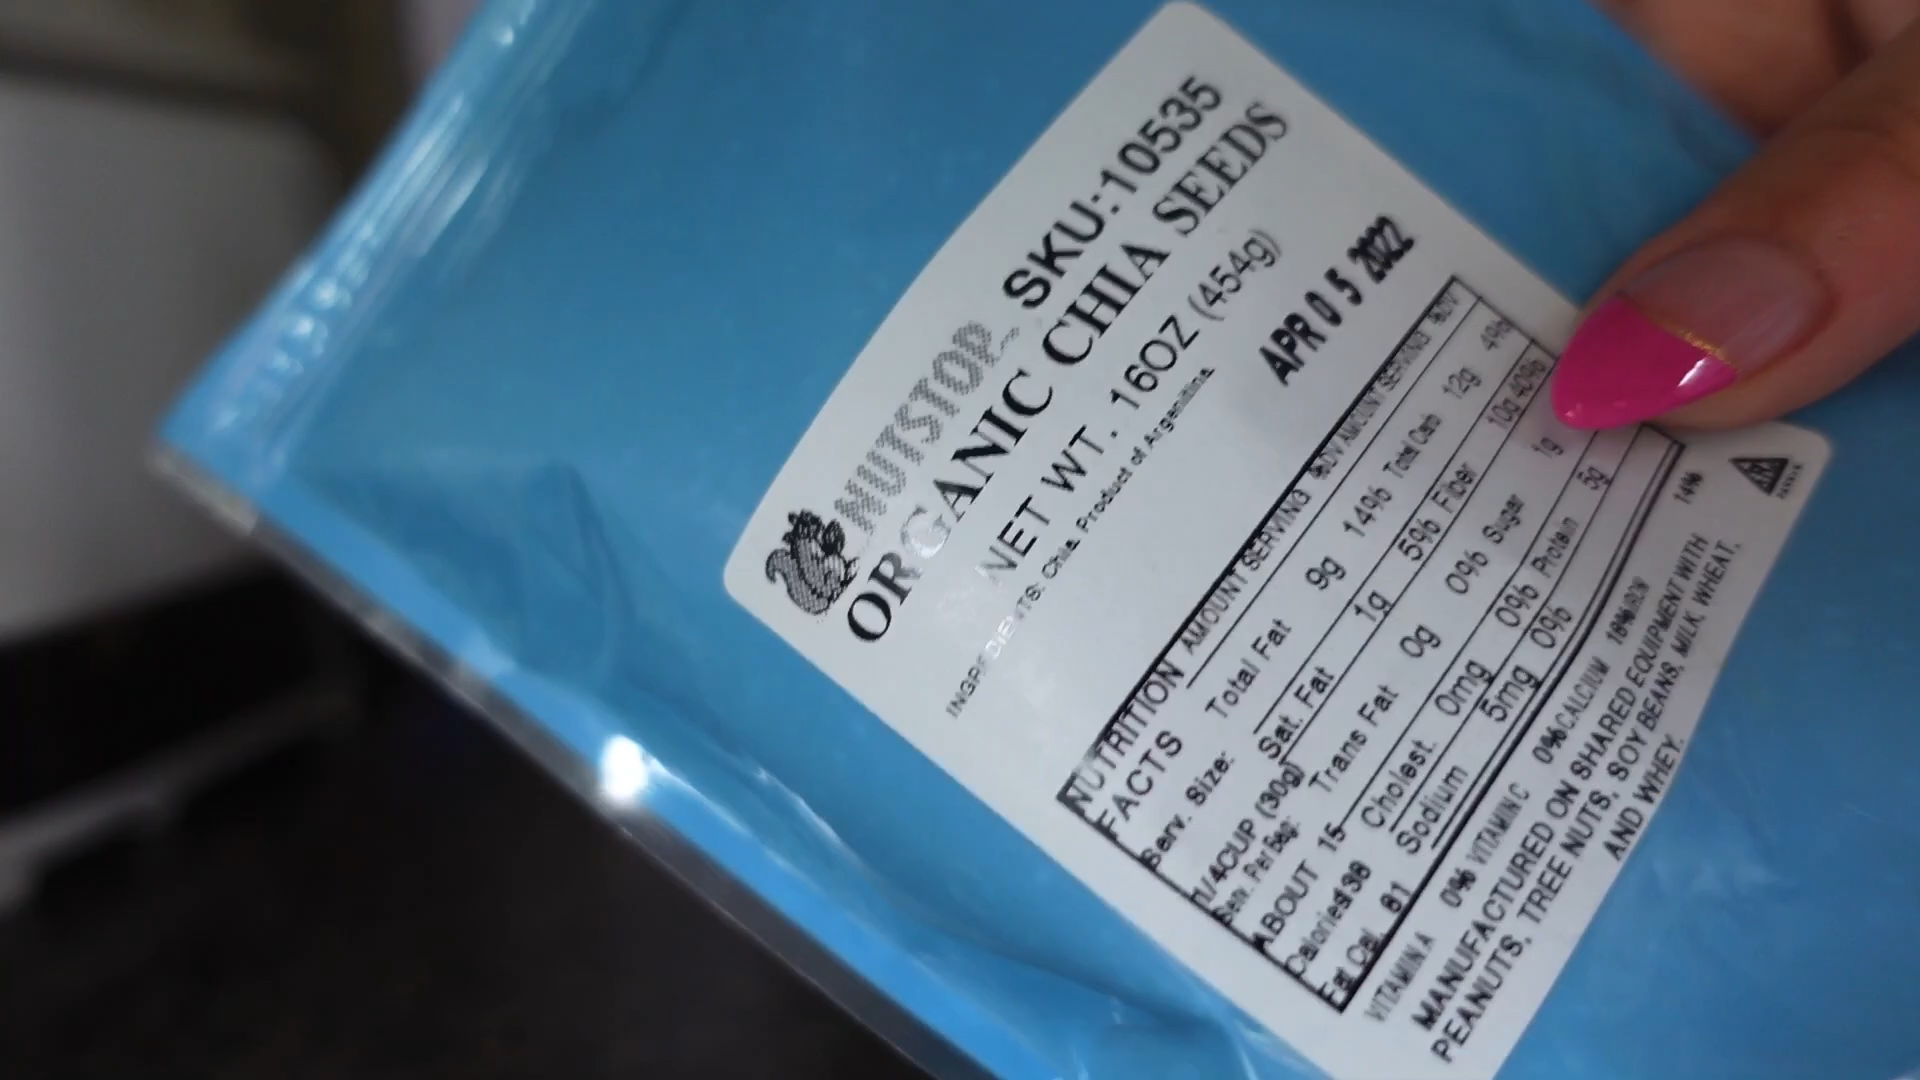 NUTSTOP SKU:10535
ORGANIC CHIA SEEDS
NET WT. 16OZ (454g)
INGREDIENTS: Chia. Product of Argentina.
APR 05 2022
NUTRITION FACTS
Serv. Size:
1/4CUP (30g)
Serv. Per Bag:
ABOUT 15
Calories 138
Fat Cal. 81
AMOUNT SERVING %DV AMOUNT SERVING %DV
Total Fat 9g 14% Total Carb 12g 4%
Sat. Fat 1g 5% Fiber 10g 40%
Trans Fat 0g 0% Sugar 1g
Cholest. 0mg 0% Protein 5g
Sodium 5mg 0%
VITAMIN A 0% VITAMIN C 0% CALCIUM 18% IRON 14%
MANUFACTURED ON SHARED EQUIPMENT WITH
PEANUTS, TREE NUTS, SOY BEANS, MILK, WHEAT,
AND WHEY.